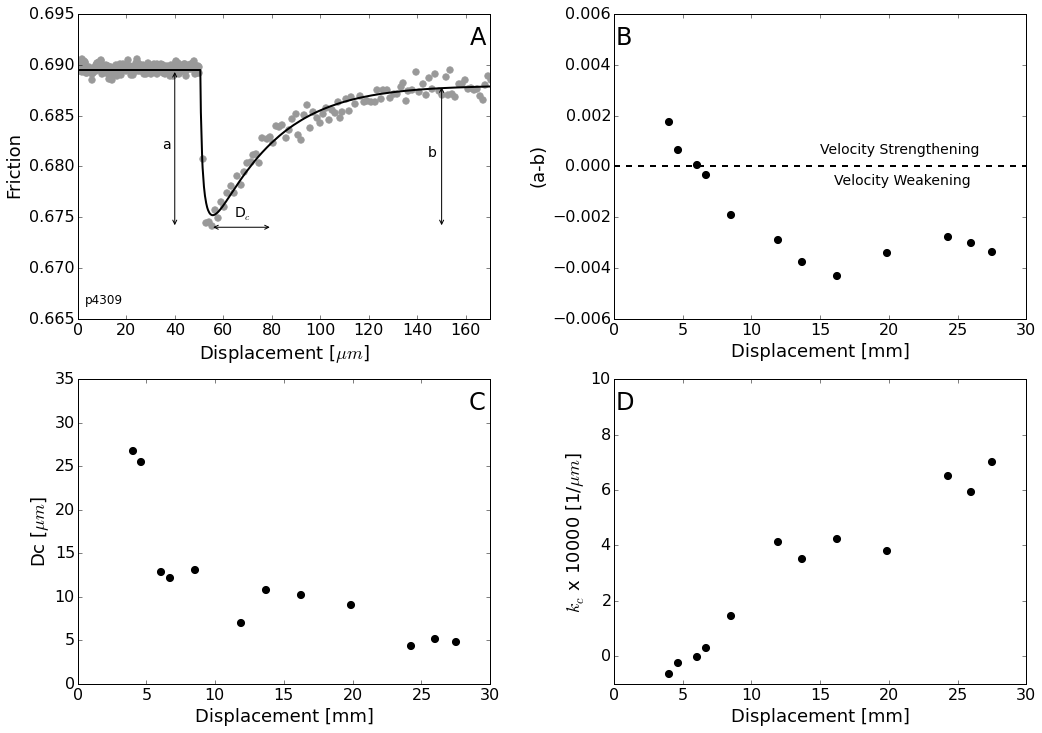 A
0.695
0.690
0.685
0.680
0.675
0.670
0.665
Friction
a
b
D$_c$
p4309
0 20 40 60 80 100 120 140 160
Displacement [μm]
B
0.006
0.004
0.002
0.000
−0.002
−0.004
−0.006
(a-b)
Velocity Strengthening
Velocity Weakening
0 5 10 15 20 25 30
Displacement [mm]
C
35
30
25
20
15
10
5
0
Dc [μm]
0 5 10 15 20 25 30
Displacement [mm]
D
10
8
6
4
2
0
k$_c$ x 10000 [1/μm]
0 5 10 15 20 25 30
Displacement [mm]